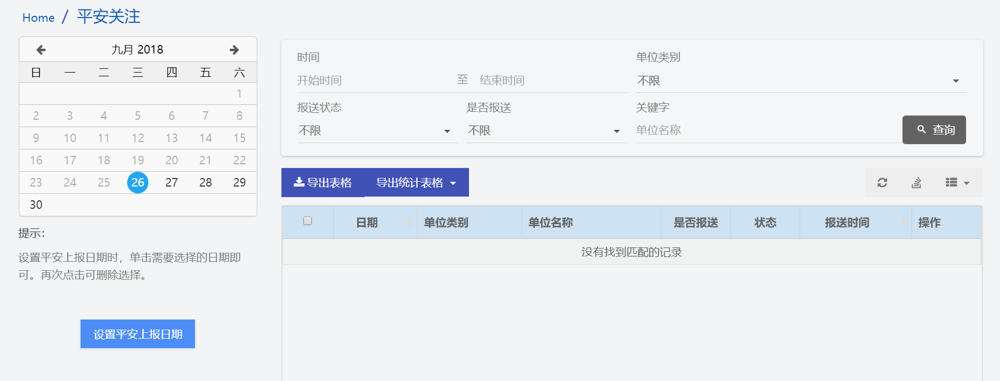 Home / 平安关注
九月 2018
日 一 二 三 四 五 六
1
2 3 4 5 6 7 8
9 10 11 12 13 14 15
16 17 18 19 20 21 22
23 24 25 26 27 28 29
30
提示：
设置平安上报日期时，单击需要选择的日期即
可。再次点击可删除选择。
设置平安上报日期
时间 单位类别
开始时间 至 结束时间 不限
报送状态 是否报送 关键字
不限 不限 单位名称 查询
导出表格 导出统计表格
日期 单位类别 单位名称 是否报送 状态 报送时间 操作
没有找到匹配的记录